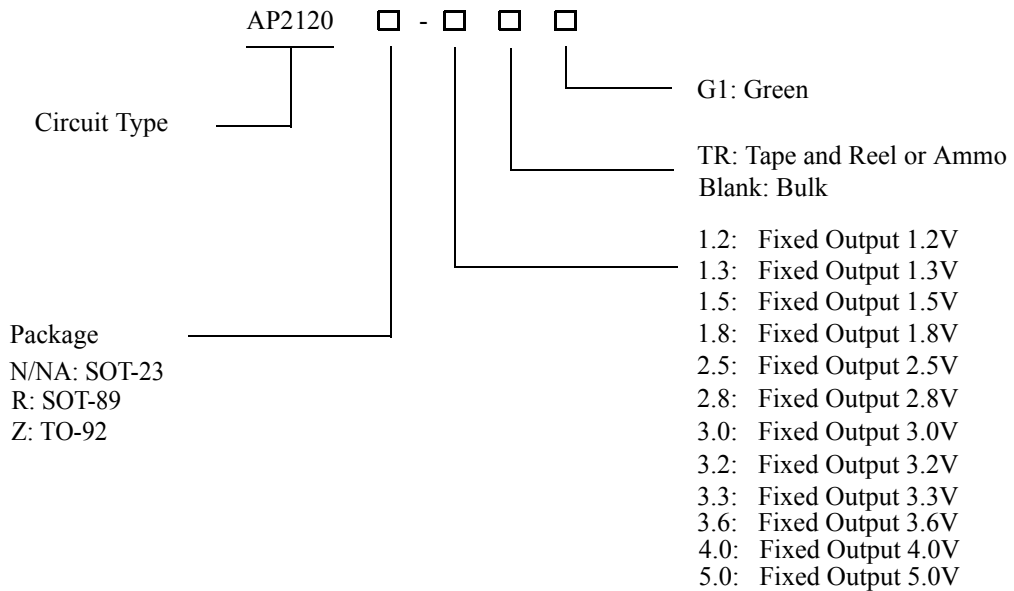 AP2120 -
G1: Green
Circuit Type
TR: Tape and Reel or Ammo
Blank: Bulk
1.2: Fixed Output 1.2V
1.3: Fixed Output 1.3V
1.5: Fixed Output 1.5V
1.8: Fixed Output 1.8V
2.5: Fixed Output 2.5V
2.8: Fixed Output 2.8V
3.0: Fixed Output 3.0V
3.2: Fixed Output 3.2V
3.3: Fixed Output 3.3V
3.6: Fixed Output 3.6V
4.0: Fixed Output 4.0V
5.0: Fixed Output 5.0V
Package
N/NA: SOT-23
R: SOT-89
Z: TO-92